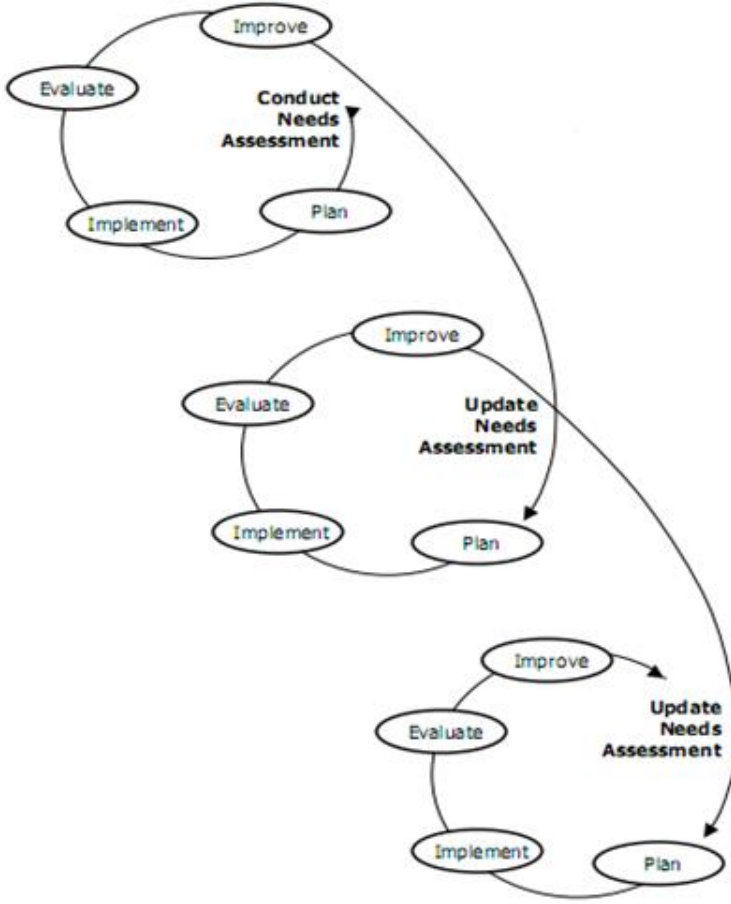 Improve
Evaluate
Conduct
Needs
Assessment
Implement
Plan
Improve
Evaluate
Update
Needs
Assessment
Implement
Plan
Improve
Evaluate
Update
Needs
Assessment
Implement
Plan